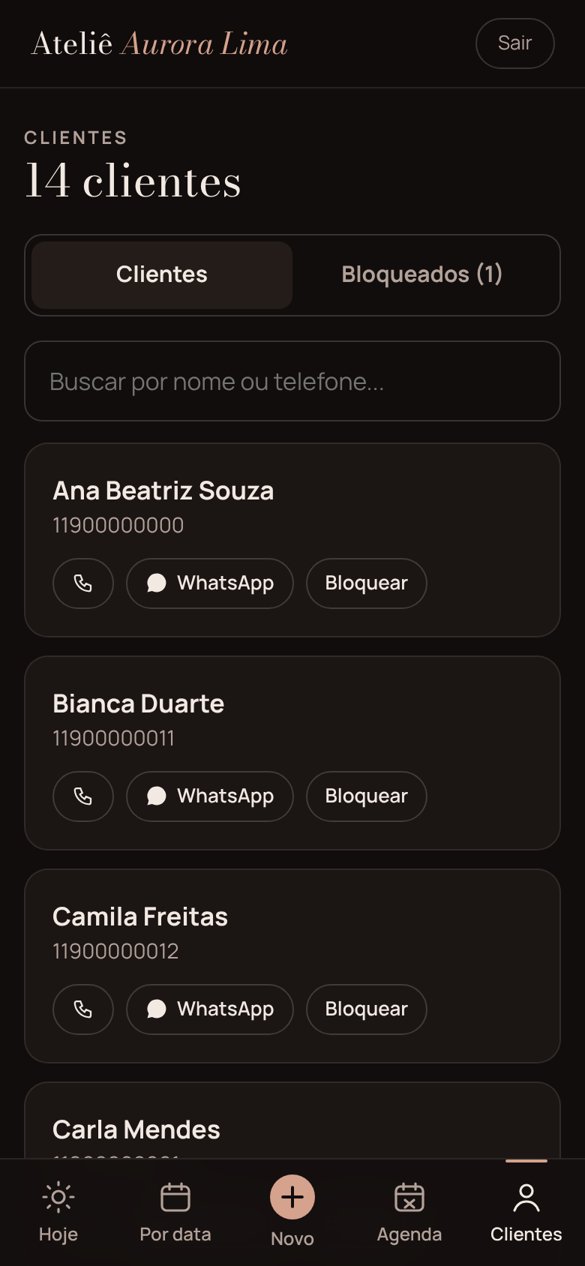 Ateliê Aurora Lima
Sair
CLIENTES
14 clientes
Clientes
Bloqueados (1)
Buscar por nome ou telefone...
Ana Beatriz Souza
11900000000
WhatsApp
Bloquear
Bianca Duarte
11900000011
WhatsApp
Bloquear
Camila Freitas
11900000012
WhatsApp
Bloquear
Carla Mendes
Hoje
Por data
Novo
Agenda
Clientes